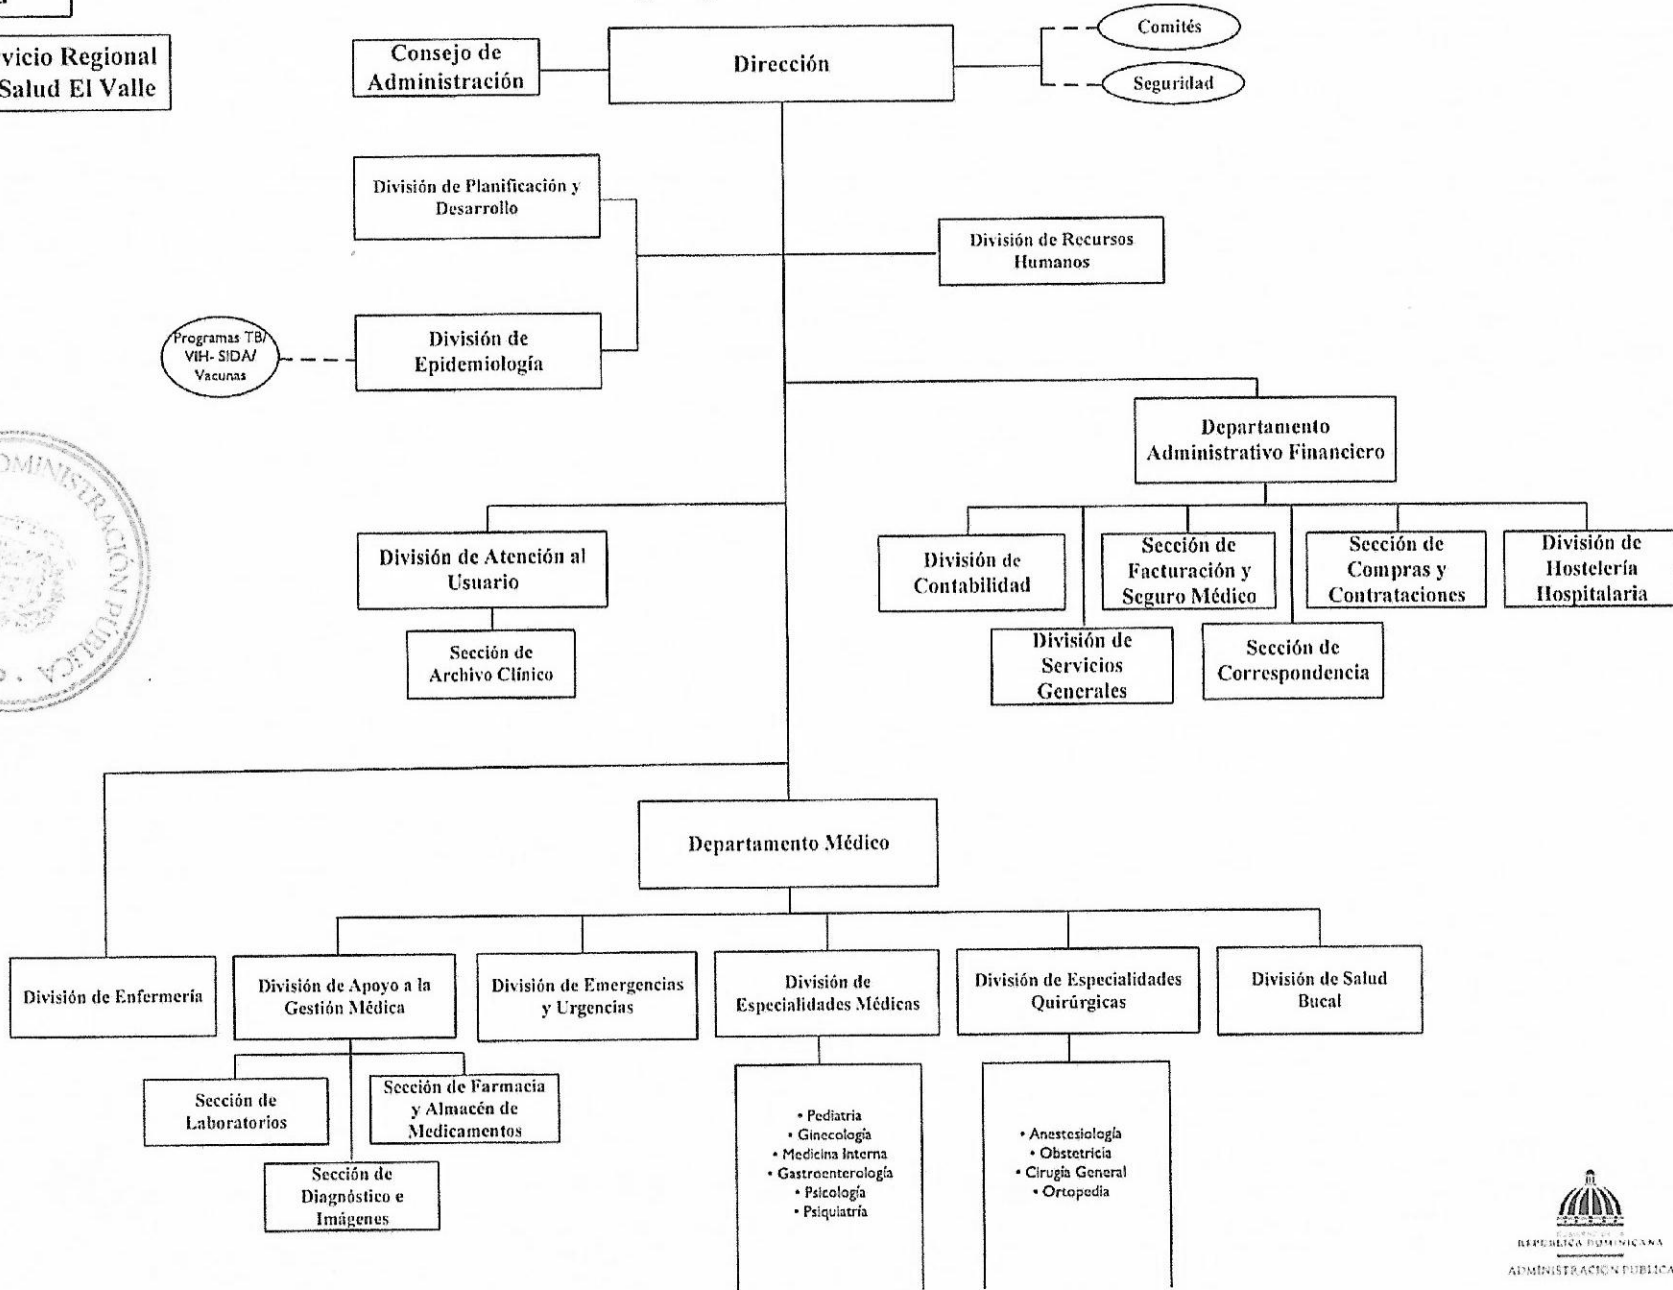 vicio Regional
Salud El Valle
Consejo de
Administración
Dirección
Comités
Seguridad
División de Planificación y
Desarrollo
División de Recursos
Humanos
Programas TB/
VIH- SIDA/
Vacunas
División de
Epidemiología
Departamento
Administrativo Financiero
División de Atención al
Usuario
Sección de
Archivo Clínico
División de
Contabilidad
Sección de
Facturación y
Seguro Médico
Sección de
Compras y
Contrataciones
División de
Hostelería
Hospitalaria
División de
Servicios
Generales
Sección de
Correspondencia
DMINISTRACIÓN PÚBLICA
Departamento Médico
División de Enfermería
División de Apoyo a la
Gestión Médica
División de Emergencias
y Urgencias
División de
Especialidades Médicas
División de Especialidades
Quirúrgicas
División de Salud
Bucal
Sección de
Laboratorios
Sección de Farmacia
y Almacén de
Medicamentos
Sección de
Diagnóstico e
Imágenes
• Pediatria
• Ginecología
• Medicina Interna
• Gastroenterología
• Psicología
• Psiquiatría
• Anestesiología
• Obstetricia
• Cirugía General
• Ortopedia
REPÚBLICA DOMINICANA
ADMINISTRACIÓN PÚBLICA